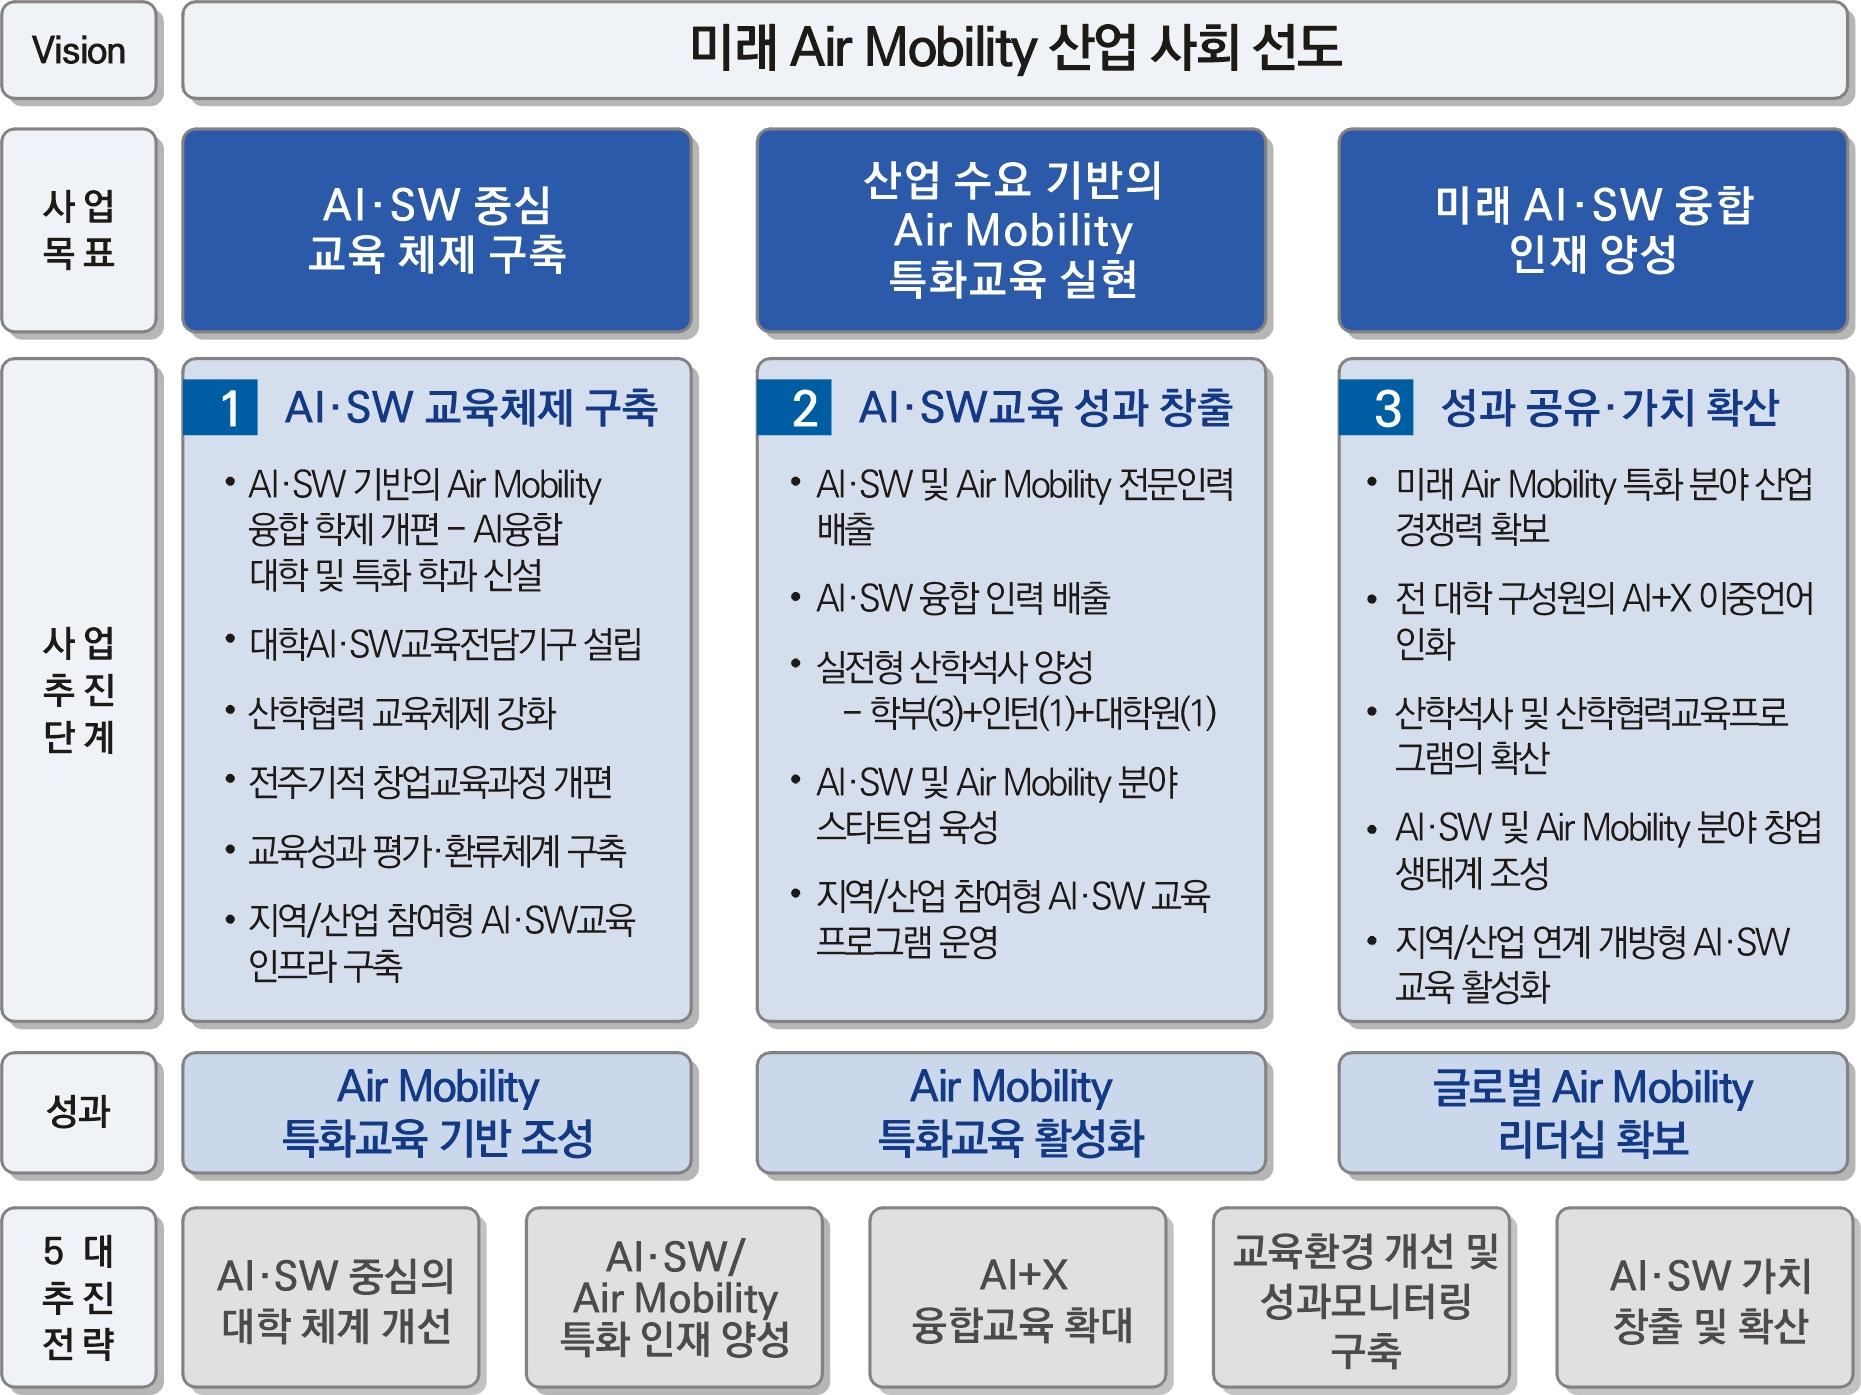 Vision
미래 Air Mobility 산업 사회 선도
사 업
목 표
AI·SW 중심
교육 체제 구축
산업 수요 기반의
Air Mobility
특화교육 실현
미래 AI·SW 융합
인재 양성
사 업
추 진
단 계
1 AI·SW 교육체제 구축
• AI·SW 기반의 Air Mobility
융합 학제 개편 – AI융합
대학 및 특화 학과 신설
• 대학AI·SW교육전담기구 설립
• 산학협력 교육체제 강화
• 전주기적 창업교육과정 개편
• 교육성과 평가·환류체계 구축
• 지역/산업 참여형 AI·SW교육
인프라 구축
2 AI·SW교육 성과 창출
• AI·SW 및 Air Mobility 전문인력
배출
• AI·SW 융합 인력 배출
• 실전형 산학석사 양성
– 학부(3)+인턴(1)+대학원(1)
• AI·SW 및 Air Mobility 분야
스타트업 육성
• 지역/산업 참여형 AI·SW 교육
프로그램 운영
3 성과 공유·가치 확산
• 미래 Air Mobility 특화 분야 산업
경쟁력 확보
• 전 대학 구성원의 AI+X 이중언어
인화
• 산학석사 및 산학협력교육프로
그램의 확산
• AI·SW 및 Air Mobility 분야 창업
생태계 조성
• 지역/산업 연계 개방형 AI·SW
교육 활성화
성과
Air Mobility
특화교육 기반 조성
Air Mobility
특화교육 활성화
글로벌 Air Mobility
리더십 확보
5 대
추 진
전 략
AI·SW 중심의
대학 체계 개선
AI·SW/
Air Mobility
특화 인재 양성
AI+X
융합교육 확대
교육환경 개선 및
성과모니터링
구축
AI·SW 가치
창출 및 확산